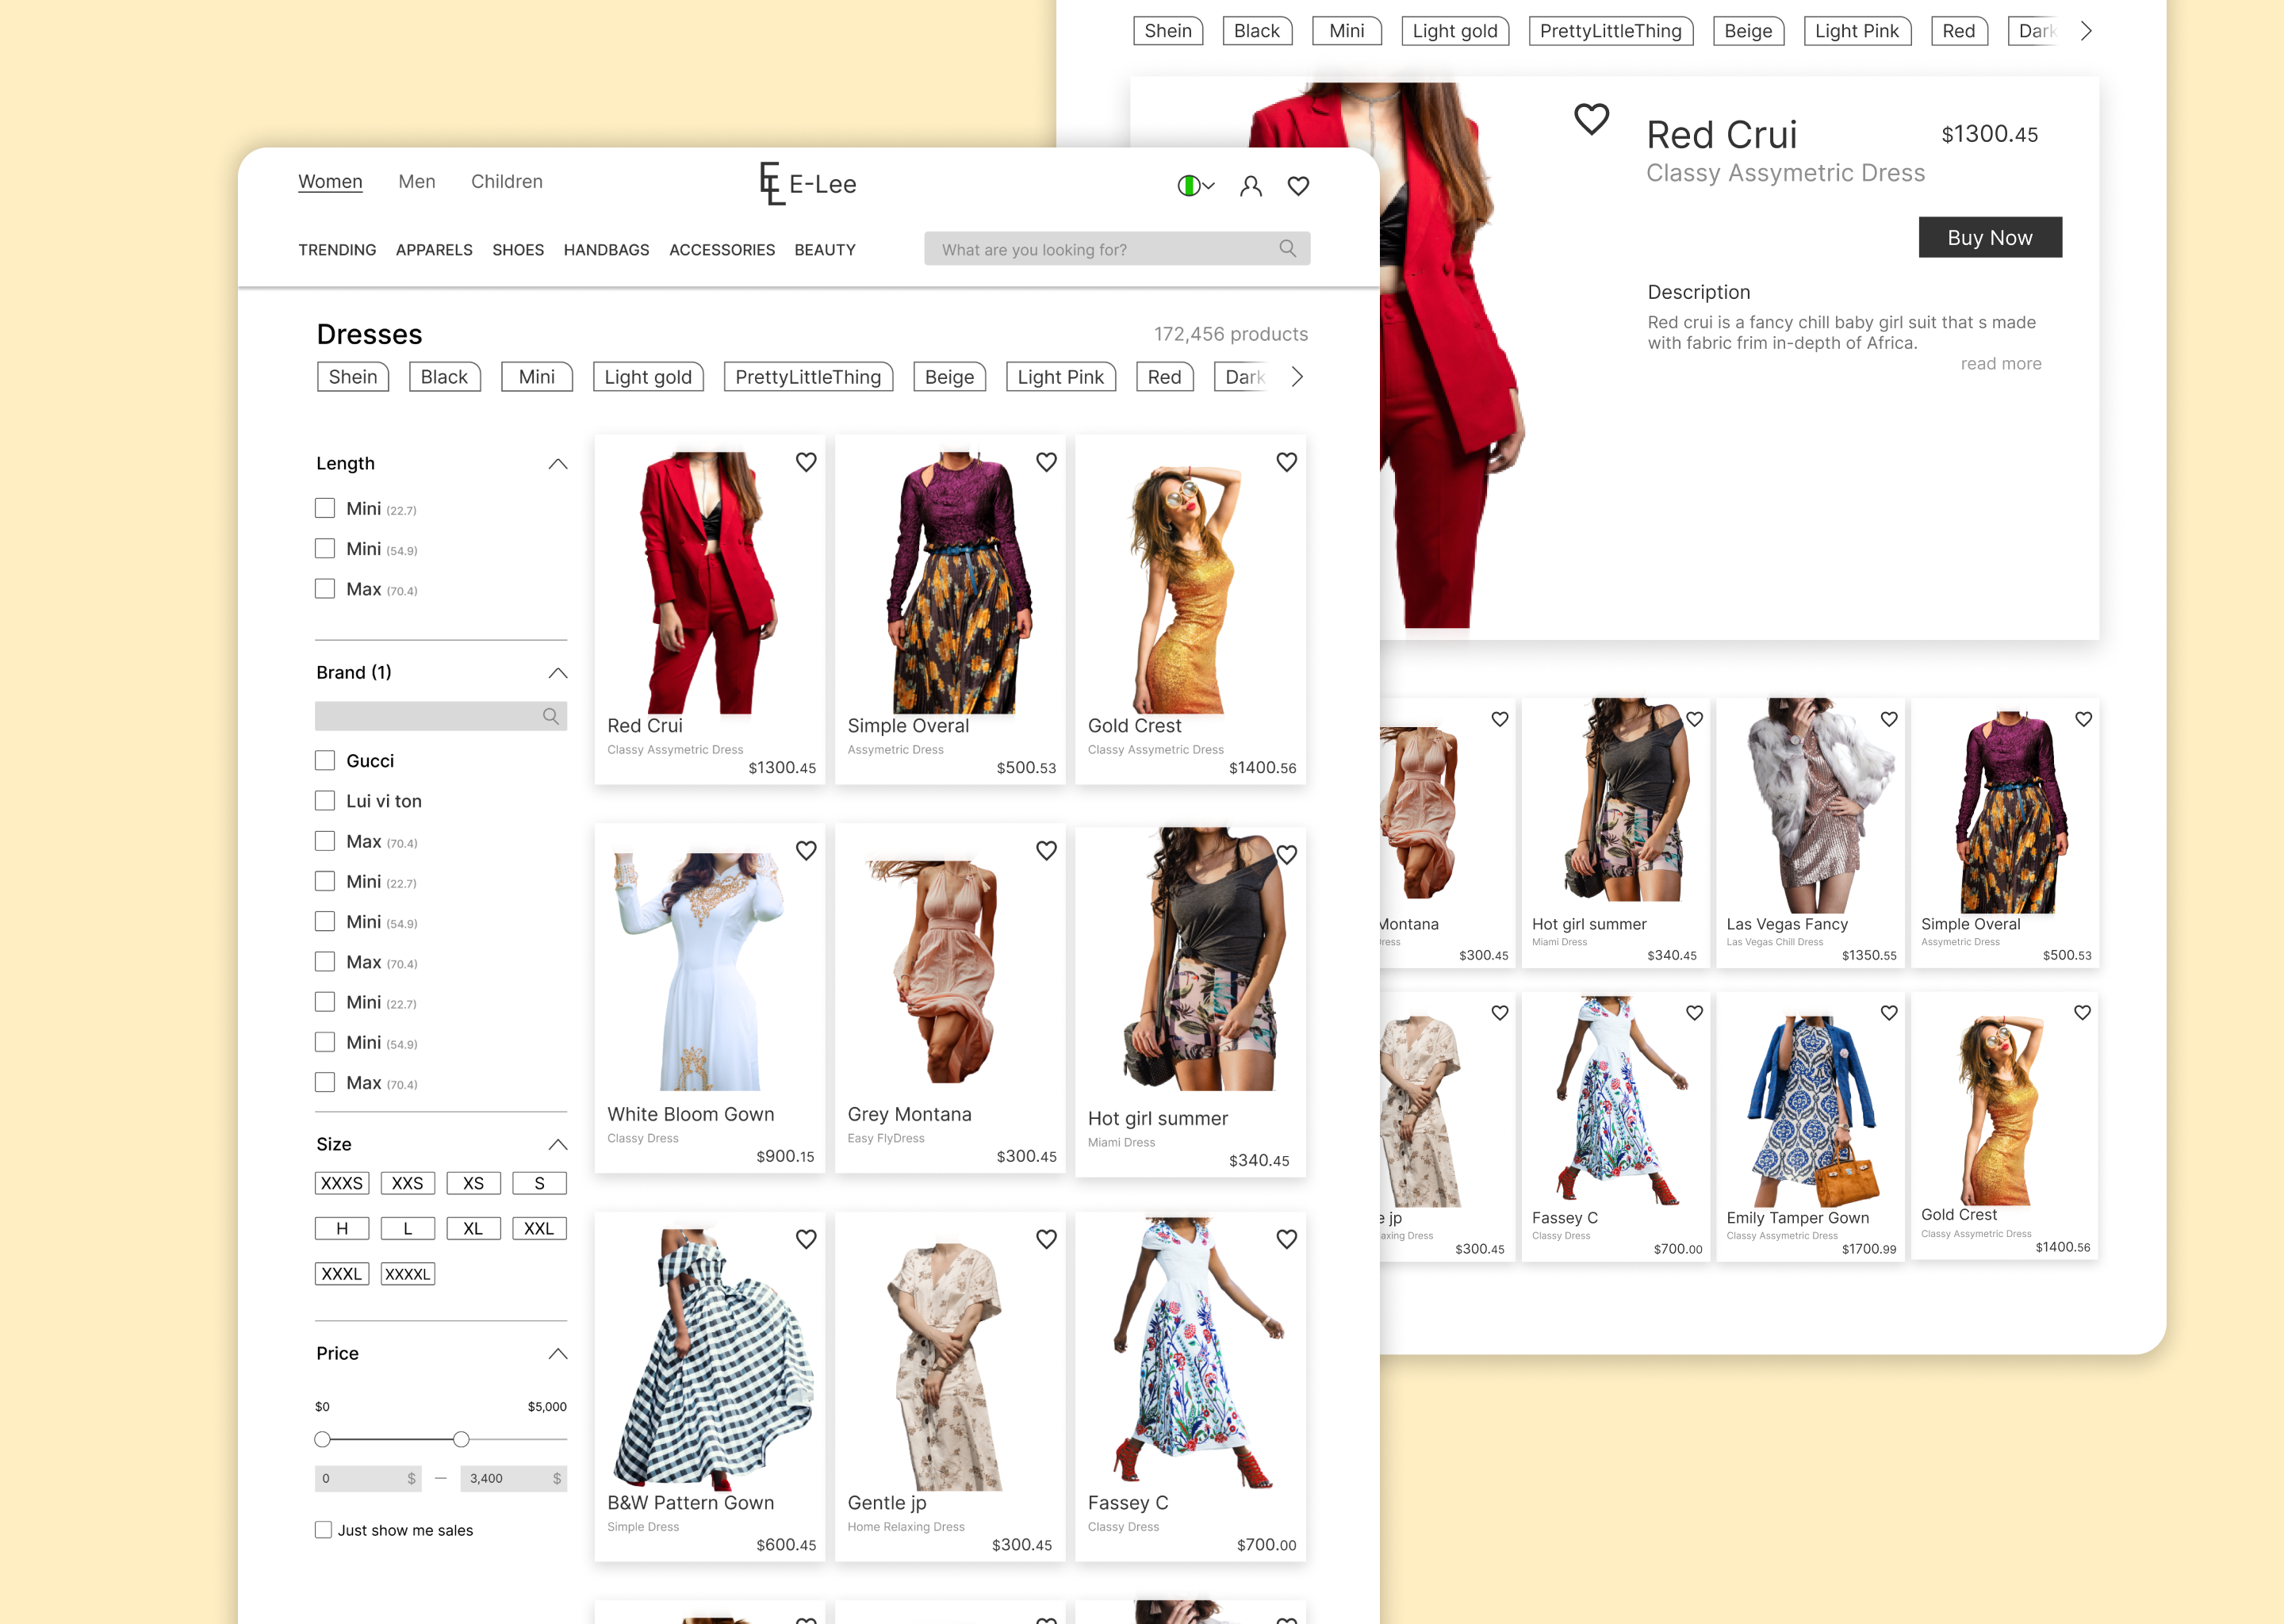 Women Men Children
EL E-Lee
TRENDING APPARELS SHOES HANDBAGS ACCESSORIES BEAUTY
What are you looking for?
Dresses
172,456 products
Shein Black Mini Light gold PrettyLittleThing Beige Light Pink Red Dark
Length
Mini (22.7)
Mini (54.9)
Max (70.4)
Brand (1)
Gucci
Lui vi ton
Max (70.4)
Mini (22.7)
Mini (54.9)
Max (70.4)
Mini (22.7)
Mini (54.9)
Max (70.4)
Size
XXXS XXS XS S
H L XL XXL
XXXL XXXXL
Price
$0 $5,000
0 $ — 3,400 $
Just show me sales
Red Crui
Classy Assymetric Dress
$1300.45
Simple Overal
Assymetric Dress
$500.53
Gold Crest
Classy Assymetric Dress
$1400.56
White Bloom Gown
Classy Dress
$900.15
Grey Montana
Easy FlyDress
$300.45
Hot girl summer
Miami Dress
$340.45
B&W Pattern Gown
Simple Dress
$600.45
Gentle jp
Home Relaxing Dress
$300.45
Fassey C
Classy Dress
$700.00
Shein Black Mini Light gold PrettyLittleThing Beige Light Pink Red Dark
Red Crui
$1300.45
Classy Assymetric Dress
Buy Now
Description
Red crui is a fancy chill baby girl suit that s made
with fabric frim in-depth of Africa.
read more
Montana
ress
$300.45
Hot girl summer
Miami Dress
$340.45
Las Vegas Fancy
Las Vegas Chill Dress
$1350.55
Simple Overal
Assymetric Dress
$500.53
e jp
axing Dress
$300.45
Fassey C
Classy Dress
$700.00
Emily Tamper Gown
Classy Assymetric Dress
$1700.99
Gold Crest
Classy Assymetric Dress
$1400.56